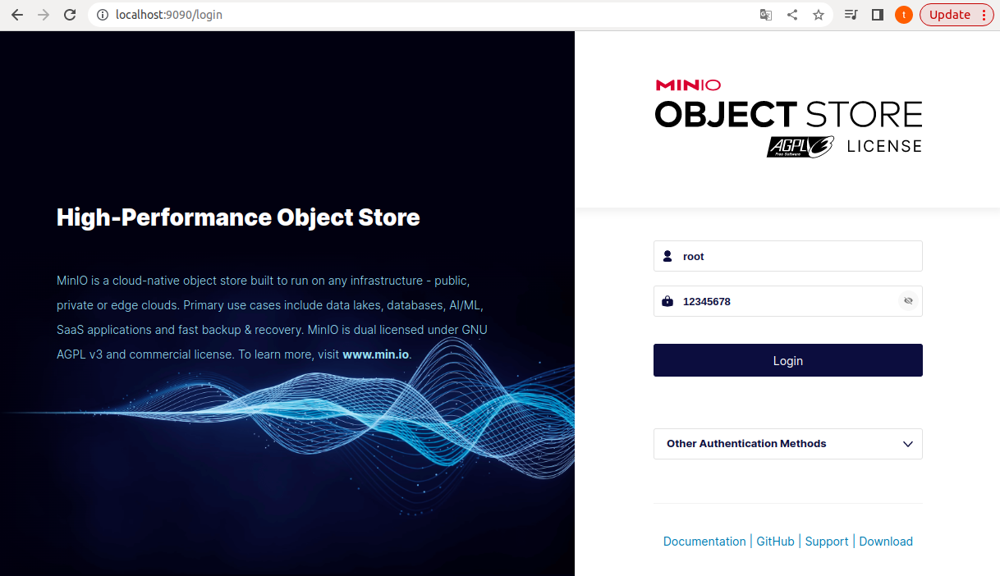 localhost:9090/login
t
Update
MINIO
OBJECT STORE
AGPL v3
Free Software
LICENSE
High-Performance Object Store
MinIO is a cloud-native object store built to run on any infrastructure - public,
private or edge clouds. Primary use cases include data lakes, databases, AI/ML,
SaaS applications and fast backup & recovery. MinIO is dual licensed under GNU
AGPL v3 and commercial license. To learn more, visit www.min.io.
root
12345678
Login
Other Authentication Methods
Documentation | GitHub | Support | Download